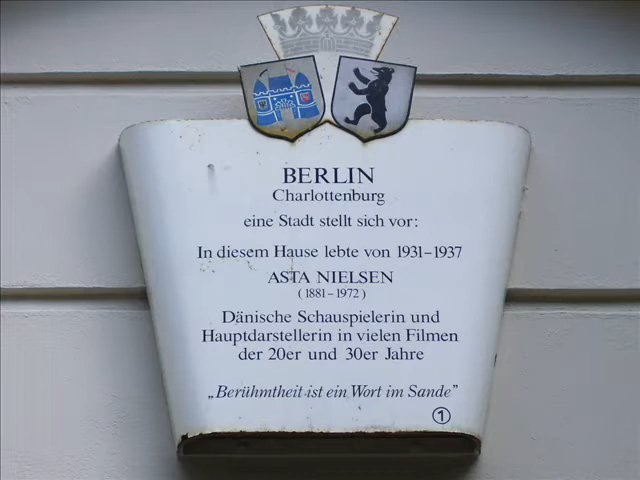 BERLIN
Charlottenburg
eine Stadt stellt sich vor:
In diesem Hause lebte von 1931–1937
ASTA NIELSEN
(1881–1972)
Dänische Schauspielerin und
Hauptdarstellerin in vielen Filmen
der 20er und 30er Jahre
„Berühmtheit ist ein Wort im Sande”
1